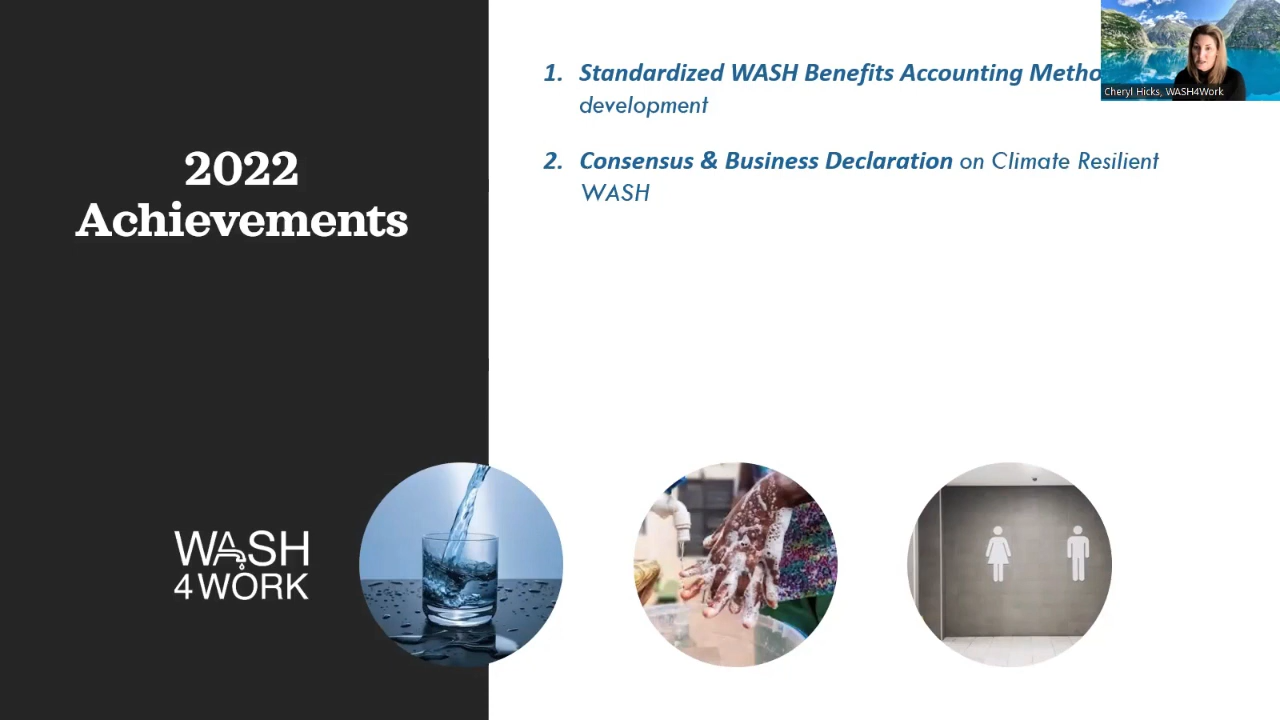 2022
Achievements
1. Standardized WASH Benefits Accounting
development
2. Consensus & Business Declaration on Climate Resilient
WASH
Cheryl Hicks, WASH4Work
WASH
4WORK